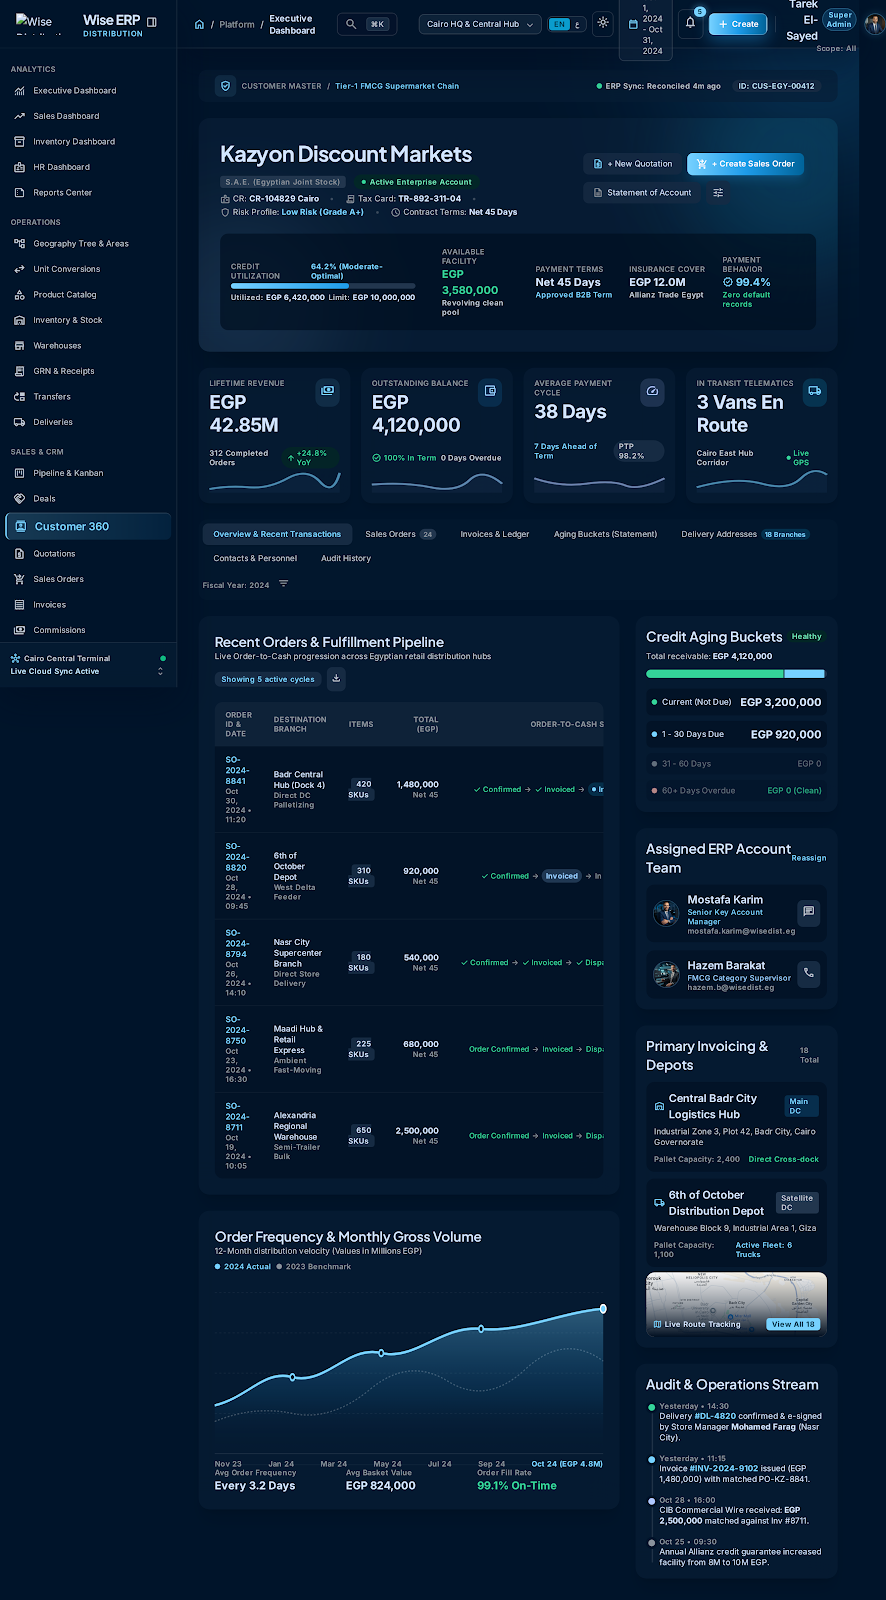 Wise
Distributi
Wise ERP
DISTRIBUTION
/ Platform / Executive Dashboard
⌘K
Cairo HQ & Central Hub
EN ع
1, 2024 - Oct 31, 2024
5
+ Create
Tarek El-Sayed
Super Admin
Scope: All
ANALYTICS
Executive Dashboard
Sales Dashboard
Inventory Dashboard
HR Dashboard
Reports Center
OPERATIONS
Geography Tree & Areas
Unit Conversions
Product Catalog
Inventory & Stock
Warehouses
GRN & Receipts
Transfers
Deliveries
SALES & CRM
Pipeline & Kanban
Deals
Customer 360
Quotations
Sales Orders
Invoices
Commissions
Cairo Central Terminal
Live Cloud Sync Active
CUSTOMER MASTER / Tier-1 FMCG Supermarket Chain
ERP Sync: Reconciled 4m ago
ID: CUS-EGY-00412
Kazyon Discount Markets
S.A.E. (Egyptian Joint Stock)
Active Enterprise Account
CR: CR-104829 Cairo • Tax Card: TR-892-311-04 •
Risk Profile: Low Risk (Grade A+) • Contract Terms: Net 45 Days
+ New Quotation
+ Create Sales Order
Statement of Account
CREDIT UTILIZATION
64.2% (Moderate-Optimal)
Utilized: EGP 6,420,000 Limit: EGP 10,000,000
AVAILABLE FACILITY
EGP 3,580,000
Revolving clean pool
PAYMENT TERMS
Net 45 Days
Approved B2B Term
INSURANCE COVER
EGP 12.0M
Allianz Trade Egypt
PAYMENT BEHAVIOR
99.4%
Zero default records
LIFETIME REVENUE
EGP 42.85M
312 Completed Orders
↑ +24.8% YoY
OUTSTANDING BALANCE
EGP 4,120,000
100% In Term
0 Days Overdue
AVERAGE PAYMENT CYCLE
38 Days
7 Days Ahead of Term
PTP 98.2%
IN TRANSIT TELEMATICS
3 Vans En Route
Cairo East Hub Corridor
Live GPS
Overview & Recent Transactions
Sales Orders 24
Invoices & Ledger
Aging Buckets (Statement)
Delivery Addresses 18 Branches
Contacts & Personnel
Audit History
Fiscal Year: 2024
Recent Orders & Fulfillment Pipeline
Live Order-to-Cash progression across Egyptian retail distribution hubs
Showing 5 active cycles
ORDER ID & DATE
DESTINATION BRANCH
ITEMS
TOTAL (EGP)
ORDER-TO-CASH S
SO-2024-8841
Oct 30, 2024 • 11:20
Badr Central Hub (Dock 4)
Direct DC Palletizing
420 SKUs
1,480,000
Net 45
✓ Confirmed → ✓ Invoiced → • Ir
SO-2024-8820
Oct 28, 2024 • 09:45
6th of October Depot
West Delta Feeder
310 SKUs
920,000
Net 45
✓ Confirmed → Invoiced → In
SO-2024-8794
Oct 26, 2024 • 14:10
Nasr City Supercenter Branch
Direct Store Delivery
180 SKUs
540,000
Net 45
✓ Confirmed → ✓ Invoiced → ✓ Dispa
SO-2024-8750
Oct 23, 2024 • 16:30
Maadi Hub & Retail Express
Ambient Fast-Moving
225 SKUs
680,000
Net 45
Order Confirmed → Invoiced → Dispa
SO-2024-8711
Oct 19, 2024 • 10:05
Alexandria Regional Warehouse
Semi-Trailer Bulk
650 SKUs
2,500,000
Net 45
Order Confirmed → Invoiced → Dispa
Order Frequency & Monthly Gross Volume
12-Month distribution velocity (Values in Millions EGP)
2024 Actual
2023 Benchmark
Nov 23 Jan 24 Mar 24 May 24 Jul 24 Sep 24 Oct 24 (EGP 4.8M)
Avg Order Frequency
Every 3.2 Days
Avg Basket Value
EGP 824,000
Order Fill Rate
99.1% On-Time
Credit Aging Buckets
Healthy
Total receivable: EGP 4,120,000
Current (Not Due) EGP 3,200,000
1 - 30 Days Due EGP 920,000
31 - 60 Days EGP 0
60+ Days Overdue EGP 0 (Clean)
Assigned ERP Account Team
Reassign
Mostafa Karim
Senior Key Account Manager
mostafa.karim@wisedist.eg
Hazem Barakat
FMCG Category Supervisor
hazem.b@wisedist.eg
Primary Invoicing & Depots
18 Total
Central Badr City Logistics Hub
Main DC
Industrial Zone 3, Plot 42, Badr City, Cairo Governorate
Pallet Capacity: 2,400
Direct Cross-dock
6th of October Distribution Depot
Satellite DC
Warehouse Block 9, Industrial Area 1, Giza
Pallet Capacity: 1,100
Active Fleet: 6 Trucks
Live Route Tracking
View All 18
Audit & Operations Stream
Yesterday • 14:30
Delivery #DL-4820 confirmed & e-signed by Store Manager Mohamed Farag (Nasr City).
Yesterday • 11:15
Invoice #INV-2024-9102 issued (EGP 1,480,000) with matched PO-KZ-8841.
Oct 28 • 16:00
CIB Commercial Wire received: EGP 2,500,000 matched against Inv #8711.
Oct 25 • 09:30
Annual Allianz credit guarantee increased facility from 8M to 10M EGP.